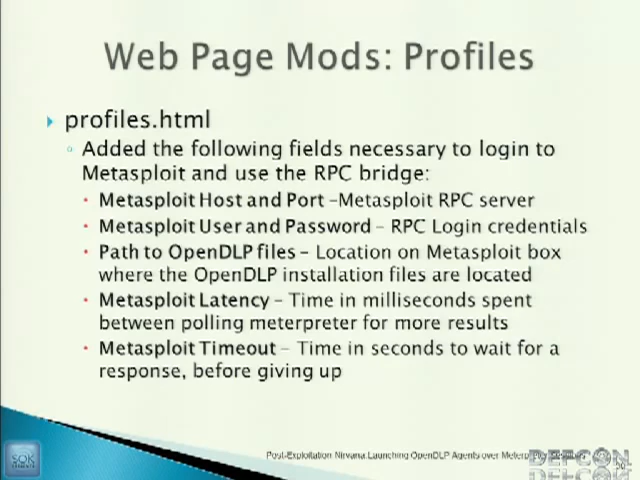 Web Page Mods: Profiles
profiles.html
Added the following fields necessary to login to
Metasploit and use the RPC bridge:
Metasploit Host and Port –Metasploit RPC server
Metasploit User and Password – RPC Login credentials
Path to OpenDLP files – Location on Metasploit box
where the OpenDLP installation files are located
Metasploit Latency – Time in milliseconds spent
between polling meterpreter for more results
Metasploit Timeout – Time in seconds to wait for a
response, before giving up
Post-Exploitation Nirvana: Launching OpenDLP Agents over
DEFCON
SOK